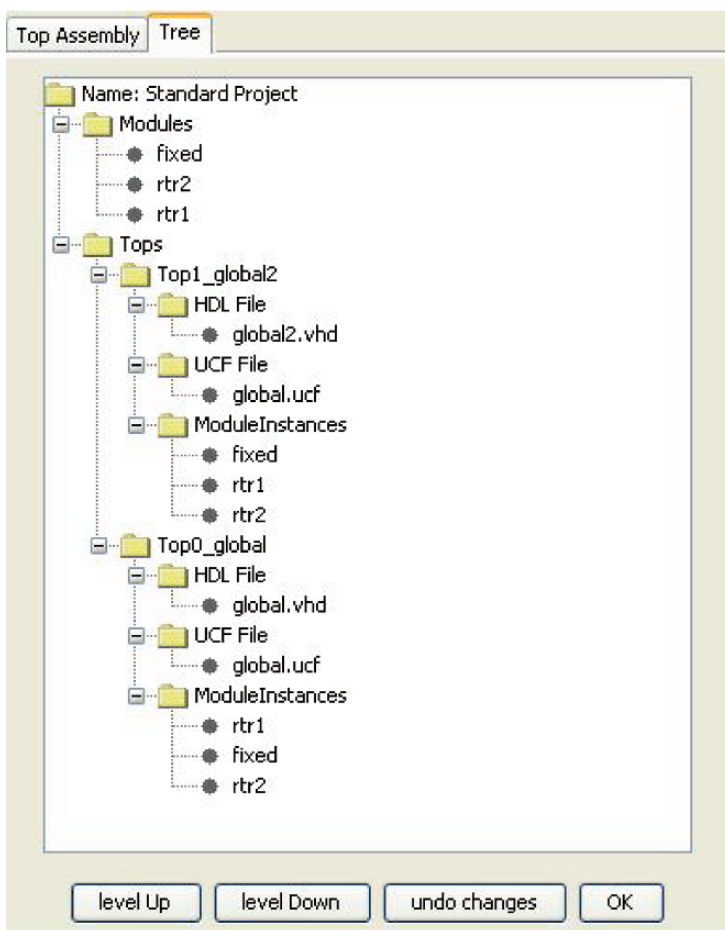 Top Assembly Tree
Name: Standard Project
Modules
fixed
rtr2
rtr1
Tops
Top1_global2
HDL File
global2.vhd
UCF File
global.ucf
ModuleInstances
fixed
rtr1
rtr2
Top0_global
HDL File
global.vhd
UCF File
global.ucf
ModuleInstances
rtr1
fixed
rtr2
level Up level Down undo changes OK